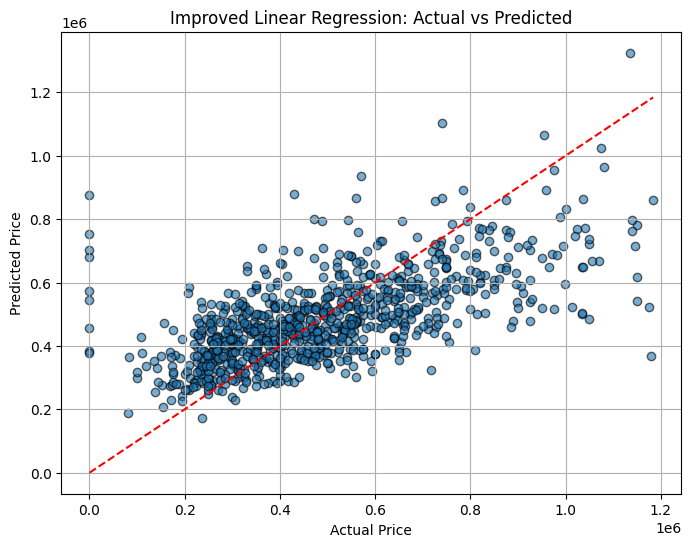 Improved Linear Regression: Actual vs Predicted
1e6
1.2
1.0
0.8
0.6
0.4
0.2
0.0
Predicted Price
0.0 0.2 0.4 0.6 0.8 1.0 1.2
1e6
Actual Price